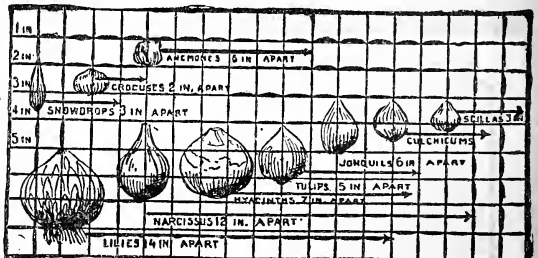 1 IN
2 IN.
ANEMONES 6 IN APART
3 IN
CROCUSES 2 IN. APART
4 IN
SNOWDROPS 3 IN APART
SCILLAS 3 IN
CULCHICUMS
5 IN.
JONQUILS 6 IN APART
TULIPS. 5 IN APART
HYACINTHS. 7 IN. APART
NARCISSUS 12 IN. APART
LILIES 14 IN APART